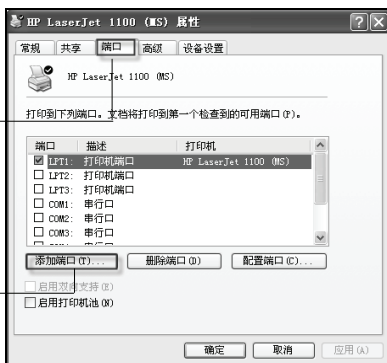 HP LaserJet 1100 (MS) 属性
常规 共享 端口 高级 设备设置
HP LaserJet 1100 (MS)
打印到下列端口。文档将打印到第一个检查到的可用端口(P)。
端口 描述 打印机
LPT1: 打印机端口 HP LaserJet 1100 (MS)
LPT2: 打印机端口
LPT3: 打印机端口
COM1: 串行口
COM2: 串行口
COM3: 串行口
添加端口(T)... 删除端口(D) 配置端口(C)...
启用双向支持(E)
启用打印机池(N)
确定 取消 应用(A)